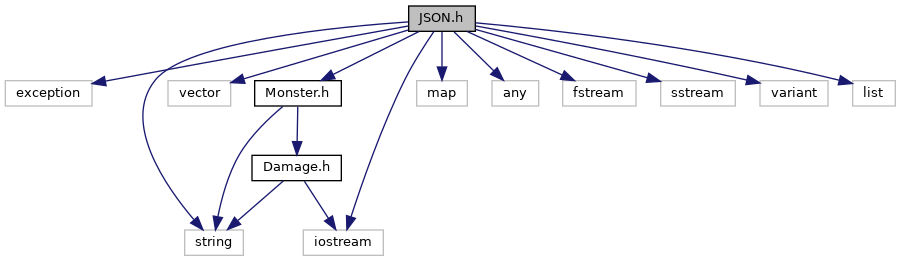 JSON.h
exception
vector
Monster.h
map
any
fstream
sstream
variant
list
Damage.h
string
iostream